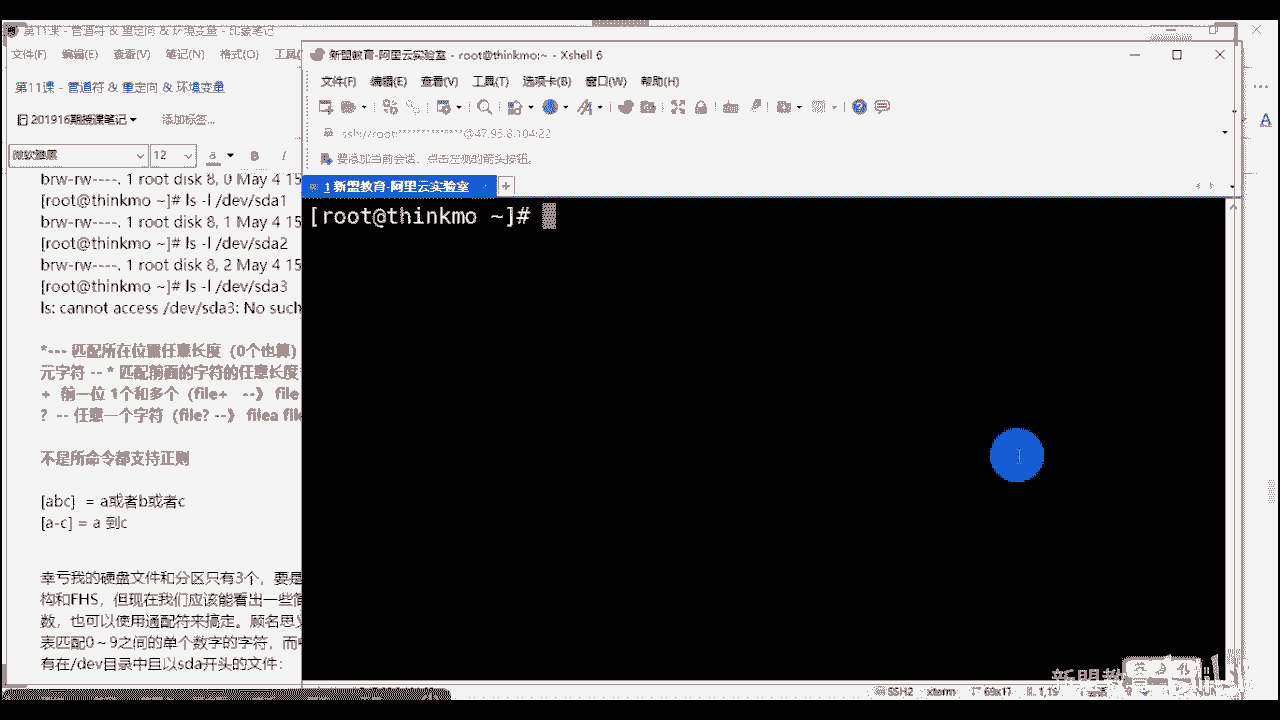 第11课 - 管道符 & 重定向 & 环境变量 - 印象笔记
文件(F) 编辑(E) 查看(V) 笔记(N) 格式(O) 工具(
第11课 - 管道符 & 重定向 & 环境变量
201916期授课笔记 添加标签...
微软雅黑 12 a B I
brw-rw----. 1 root disk 8, 0 May 4 15
[root@thinkmo ~]# ls -l /dev/sda1
brw-rw----. 1 root disk 8, 1 May 4 15
[root@thinkmo ~]# ls -l /dev/sda2
brw-rw----. 1 root disk 8, 2 May 4 15
[root@thinkmo ~]# ls -l /dev/sda3
ls: cannot access /dev/sda3: No such
*--- 匹配所在位置任意长度（0个也算）
元字符 -- * 匹配前面的字符的任意长度
+ 前一位 1个和多个（file+ --》 file
? -- 任意一个字符（file? --》 filea fil
不是所命令都支持正则
[abc] = a或者b或者c
[a-c] = a 到c
幸亏我的硬盘文件和分区只有3个，要是
构和FHS，但现在我们应该能看出一些简
数，也可以使用通配符来搞定。顾名思义
表匹配0～9之间的单个数字的字符，而
有在/dev目录中且以sda开头的文件：
新盟教育-阿里云实验室 - root@thinkmo:~ - Xshell 6
文件(F) 编辑(E) 查看(V) 工具(T) 选项卡(B) 窗口(W) 帮助(H)
ssh://root:**************@47.95.8.104:22
要添加当前会话，点击左侧的箭头按钮。
1 新盟教育-阿里云实验室
[root@thinkmo ~]#
新盟教
SSH2 xterm 69x17 1,19